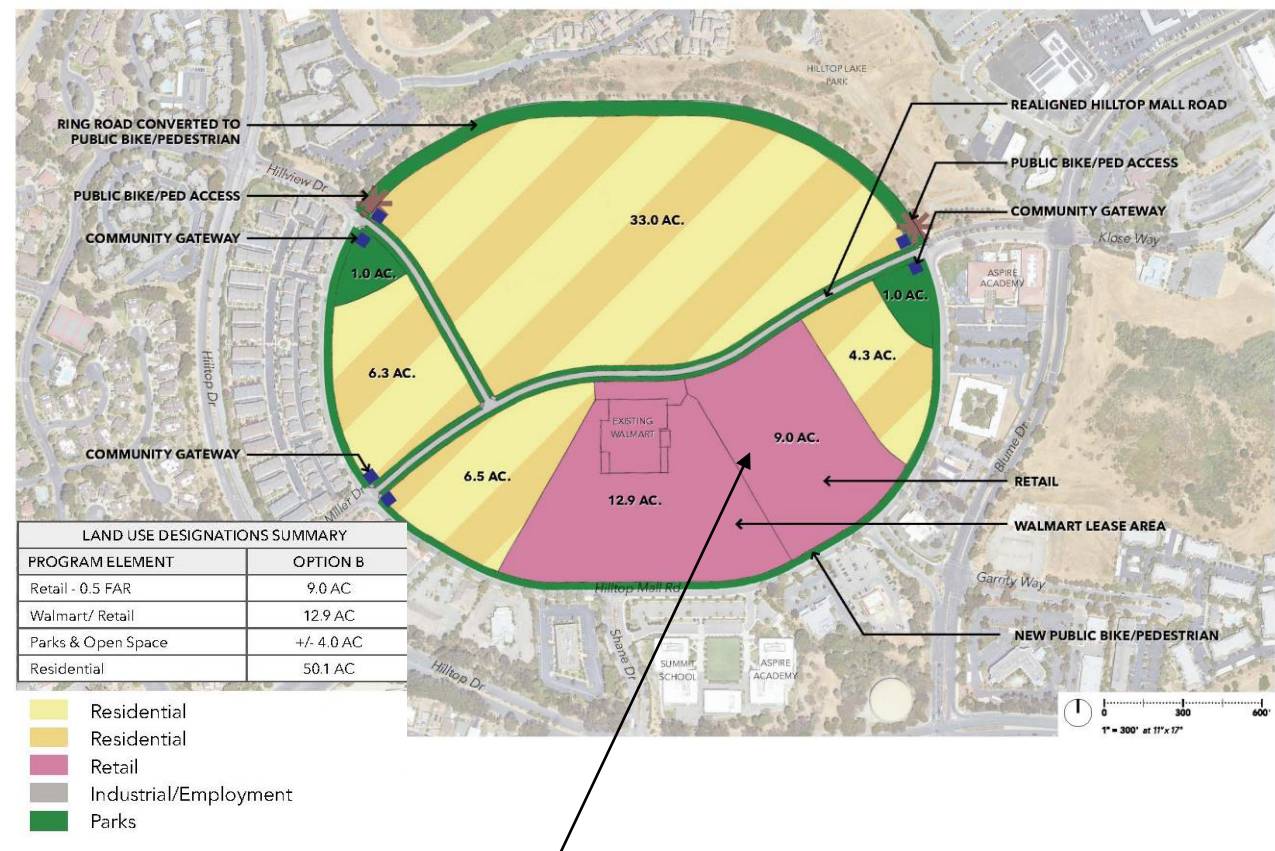 HILLTOP LAKE
PARK
RING ROAD CONVERTED TO
PUBLIC BIKE/PEDESTRIAN
REALIGNED HILLTOP MALL ROAD
Hillview Dr
PUBLIC BIKE/PED ACCESS
PUBLIC BIKE/PED ACCESS
COMMUNITY GATEWAY
COMMUNITY GATEWAY
33.0 AC.
Klose Way
1.0 AC.
ASPIRE
ACADEMY
1.0 AC.
Hilltop Dr
6.3 AC.
4.3 AC.
EXISTING
WALMART
9.0 AC.
Blume Dr
COMMUNITY GATEWAY
6.5 AC.
12.9 AC.
RETAIL
Miller Dr
WALMART LEASE AREA
Hilltop Mall Rd
Garrity Way
NEW PUBLIC BIKE/PEDESTRIAN
Shane Dr
SUMMIT
SCHOOL
ASPIRE
ACADEMY
Hilltop Dr
LAND USE DESIGNATIONS SUMMARY
PROGRAM ELEMENT OPTION B
Retail - 0.5 FAR 9.0 AC
Walmart/ Retail 12.9 AC
Parks & Open Space +/- 4.0 AC
Residential 50.1 AC
Residential
Residential
Retail
Industrial/Employment
Parks
0 300 600'
1" = 300' at 11"x 17"